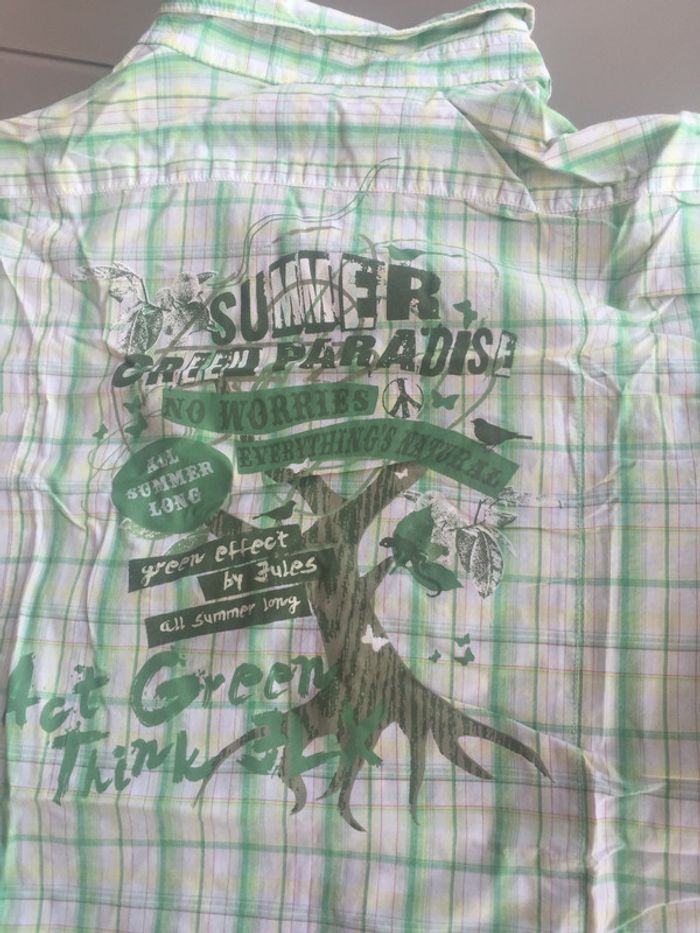 SUMMER
GREEN PARADISE
NO WORRIES
EVERYTHING'S NATURAL
ALL
SUMMER
LONG
green effect
by Jules
all summer long
Act Green
Think JLX